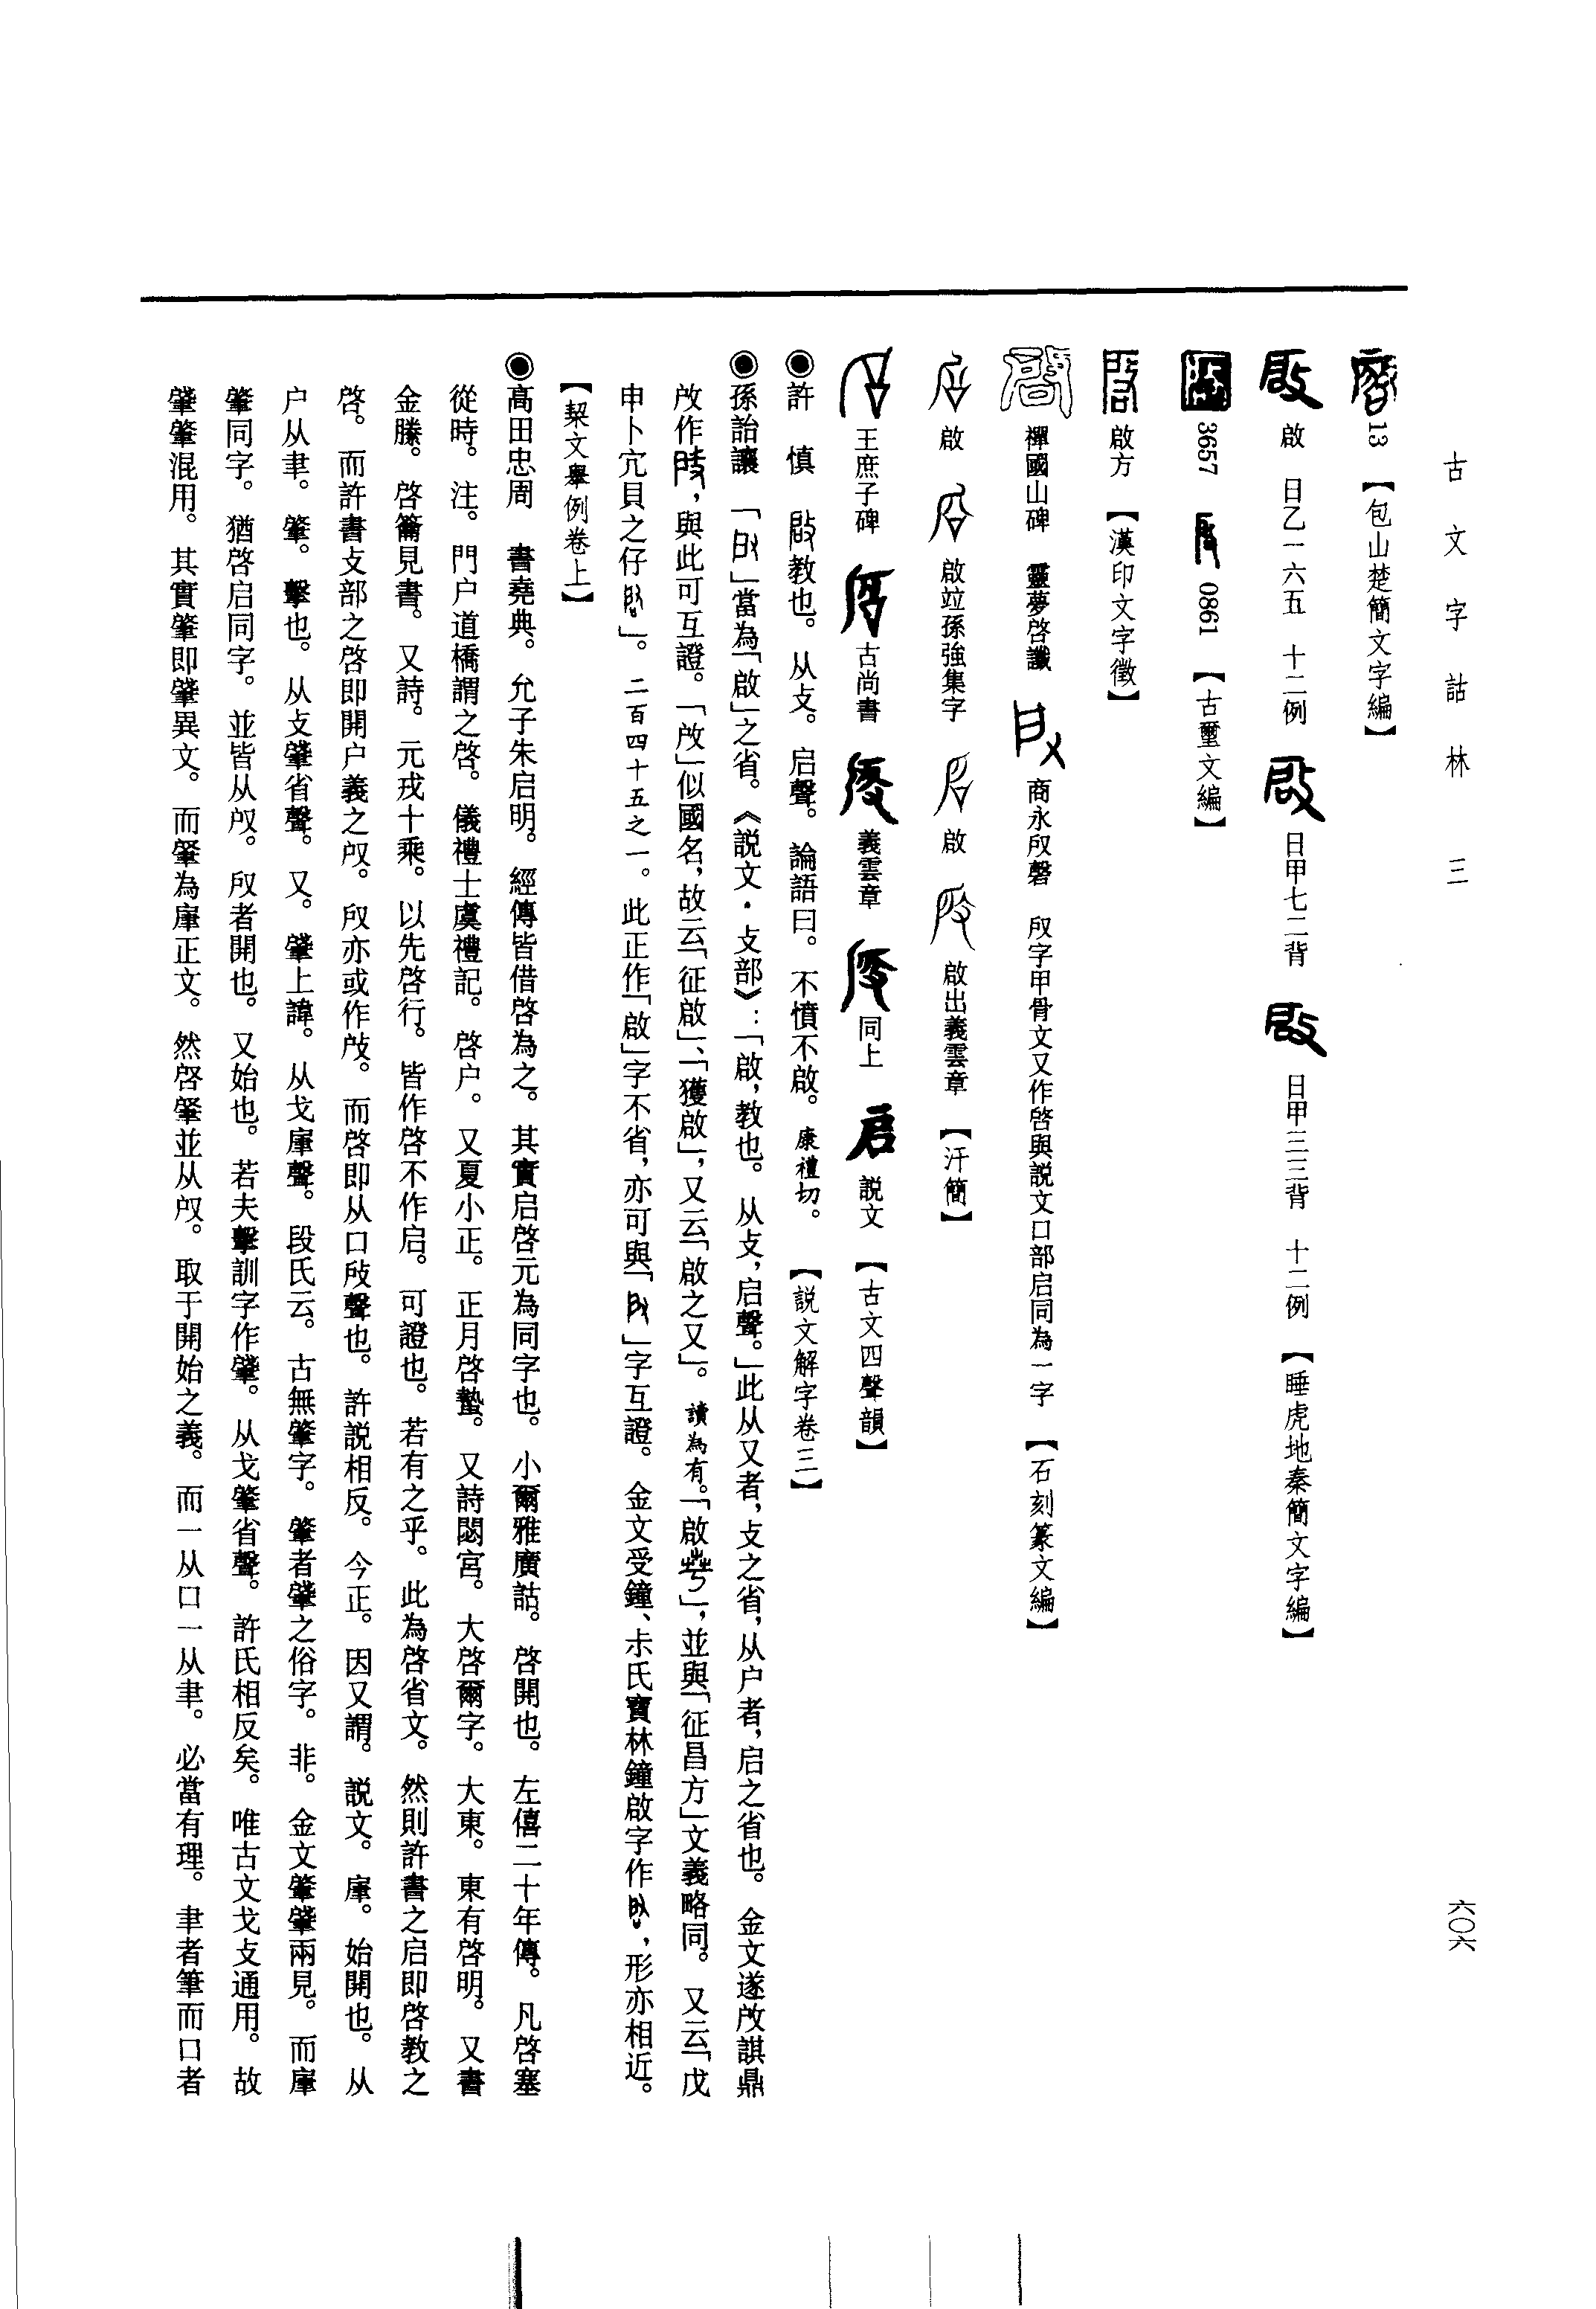 古文字詁林 三
六〇六
13 【包山楚簡文字編】
啟 日乙一六五 十二例 日甲七二背 日甲三三背 十二例 【睡虎地秦簡文字編】
3657 0861 【古璽文編】
啟方 【漢印文字徵】
禪國山碑 靈夢啓讖 商永㕁磬 㕁字甲骨文又作啓與説文口部启同為一字 【石刻篆文編】
啟 啟竝孫強集字 啟 啟出義雲章 【汗簡】
王庶子碑 古尚書 義雲章 同上 説文 【古文四聲韻】
◉許 慎 教也。从攴。启聲。論語曰。不憤不啟。康禮切。 【説文解字卷三】
◉孫詒讓 「」當為「啟」之省。《説文·攴部》:「啟,教也。从攴,启聲。」此从又者,攴之省,从户者,启之省也。金文遂𢼄諆鼎
𢼄作,與此可互證。「𢼄」似國名,故云「征啟」、「獲啟」,又云「啟之又」。讀為有。「啟」,並與「征昌方」文義略同。又云「戊
申卜宂貝之仔」。二百四十五之一。此正作「啟」字不省,亦可與「」字互證。金文受鐘、尗氏寶林鐘啟字作,形亦相近。
【栔文舉例卷上】
◉高田忠周 書堯典。允子朱启明。經傳皆借啓為之。其實启啓元為同字也。小爾雅廣詁。啓開也。左僖二十年傳。凡啓塞
從時。注。門户道橋謂之啓。儀禮士虞禮記。啓户。又夏小正。正月啓蟄。又詩閟宮。大啓爾字。大東。東有啓明。又書
金縢。啓籥見書。又詩。元戎十乘。以先啓行。皆作啓不作启。可證也。若有之乎。此為啓省文。然則許書之启即啓教之
啓。而許書攴部之啓即開户義之㕁。㕁亦或作𢼄。而啓即从口𢼄聲也。許説相反。今正。因又謂。説文。肁。始開也。从
户从聿。肈。擊也。从攴肈省聲。又。肈上諱。从戈肁聲。段氏云。古無肇字。肇者肈之俗字。非。金文肇肈兩見。而肁
肇同字。猶啓启同字。並皆从㕁。㕁者開也。又始也。若夫擊訓字作肈。从戈肇省聲。許氏相反矣。唯古文戈攴通用。故
肈肇混用。其實肇即肈異文。而肇為肁正文。然啓肇並从㕁。取于開始之義。而一从口一从聿。必當有理。聿者筆而口者